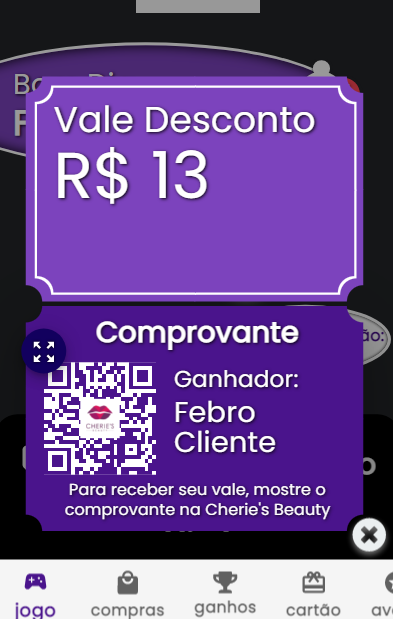 Vale Desconto
R$ 13
Comprovante
CHERIE'S
Ganhador:
Febro
Cliente
Para receber seu vale, mostre o
comprovante na Cherie's Beauty
jogo
compras
ganhos
cartão